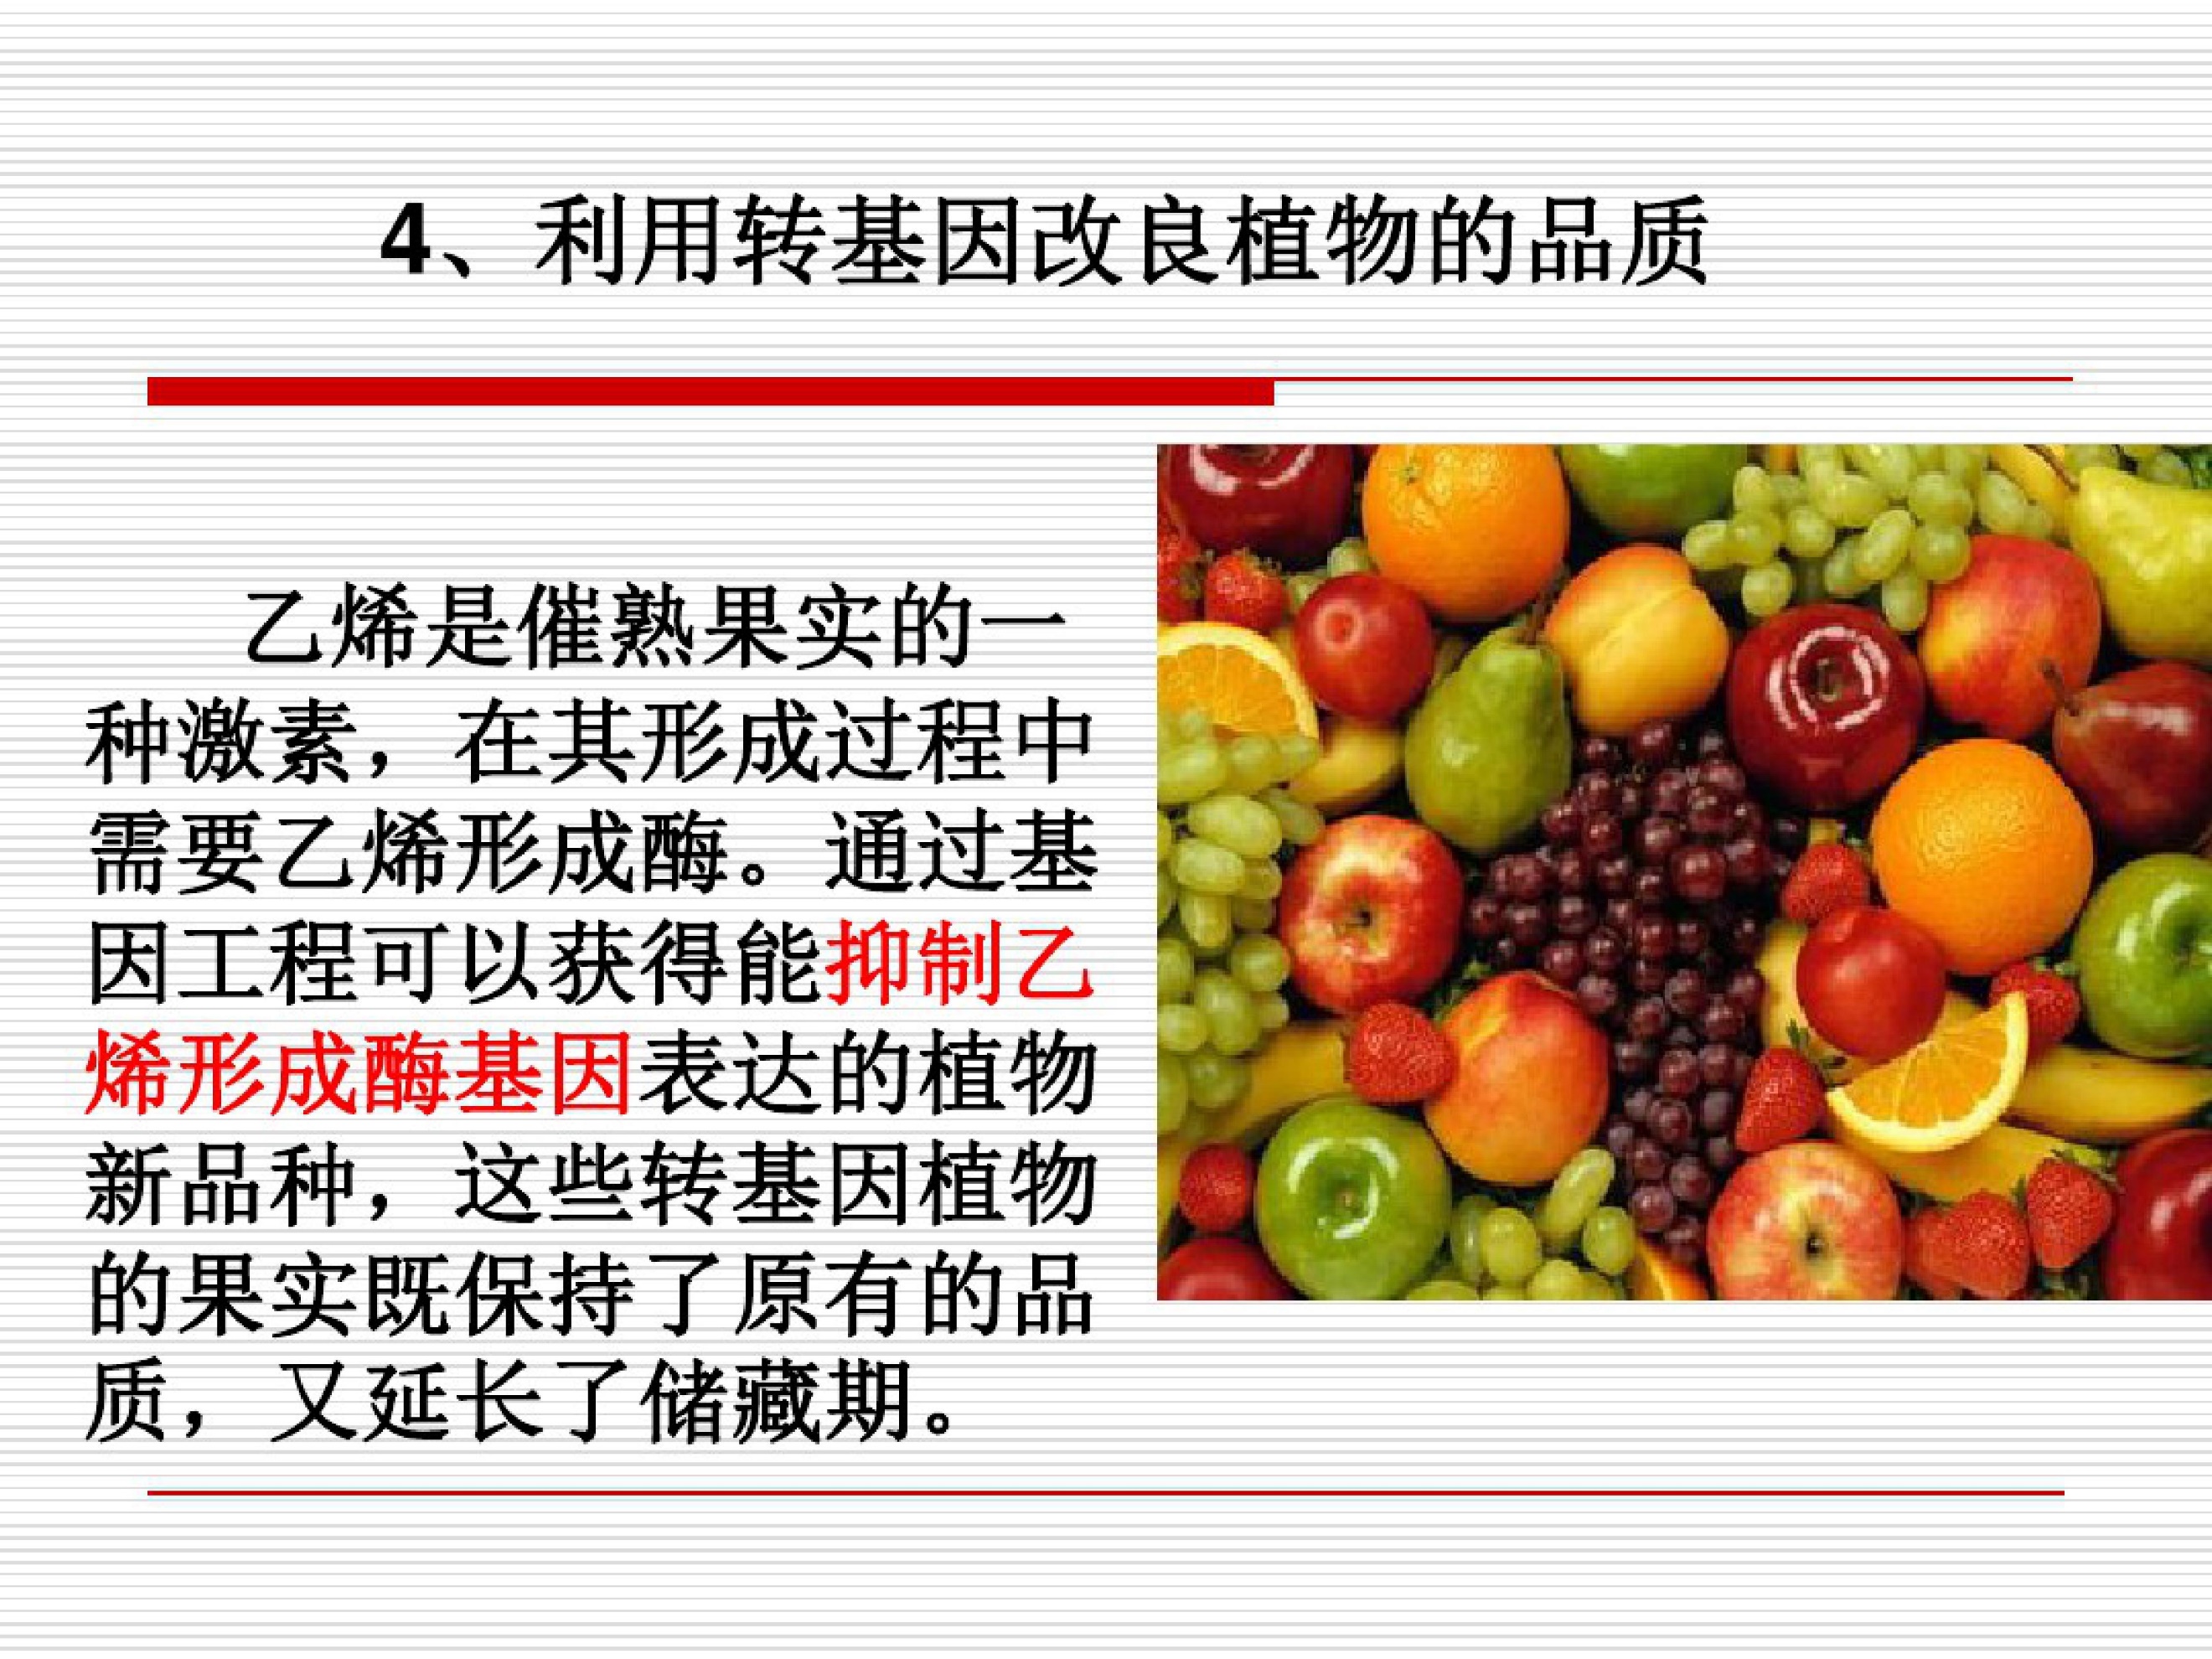 4、利用转基因改良植物的品质
乙烯是催熟果实的一
种激素，在其形成过程中
需要乙烯形成酶。通过基
因工程可以获得能抑制乙
烯形成酶基因表达的植物
新品种，这些转基因植物
的果实既保持了原有的品
质，又延长了储藏期。